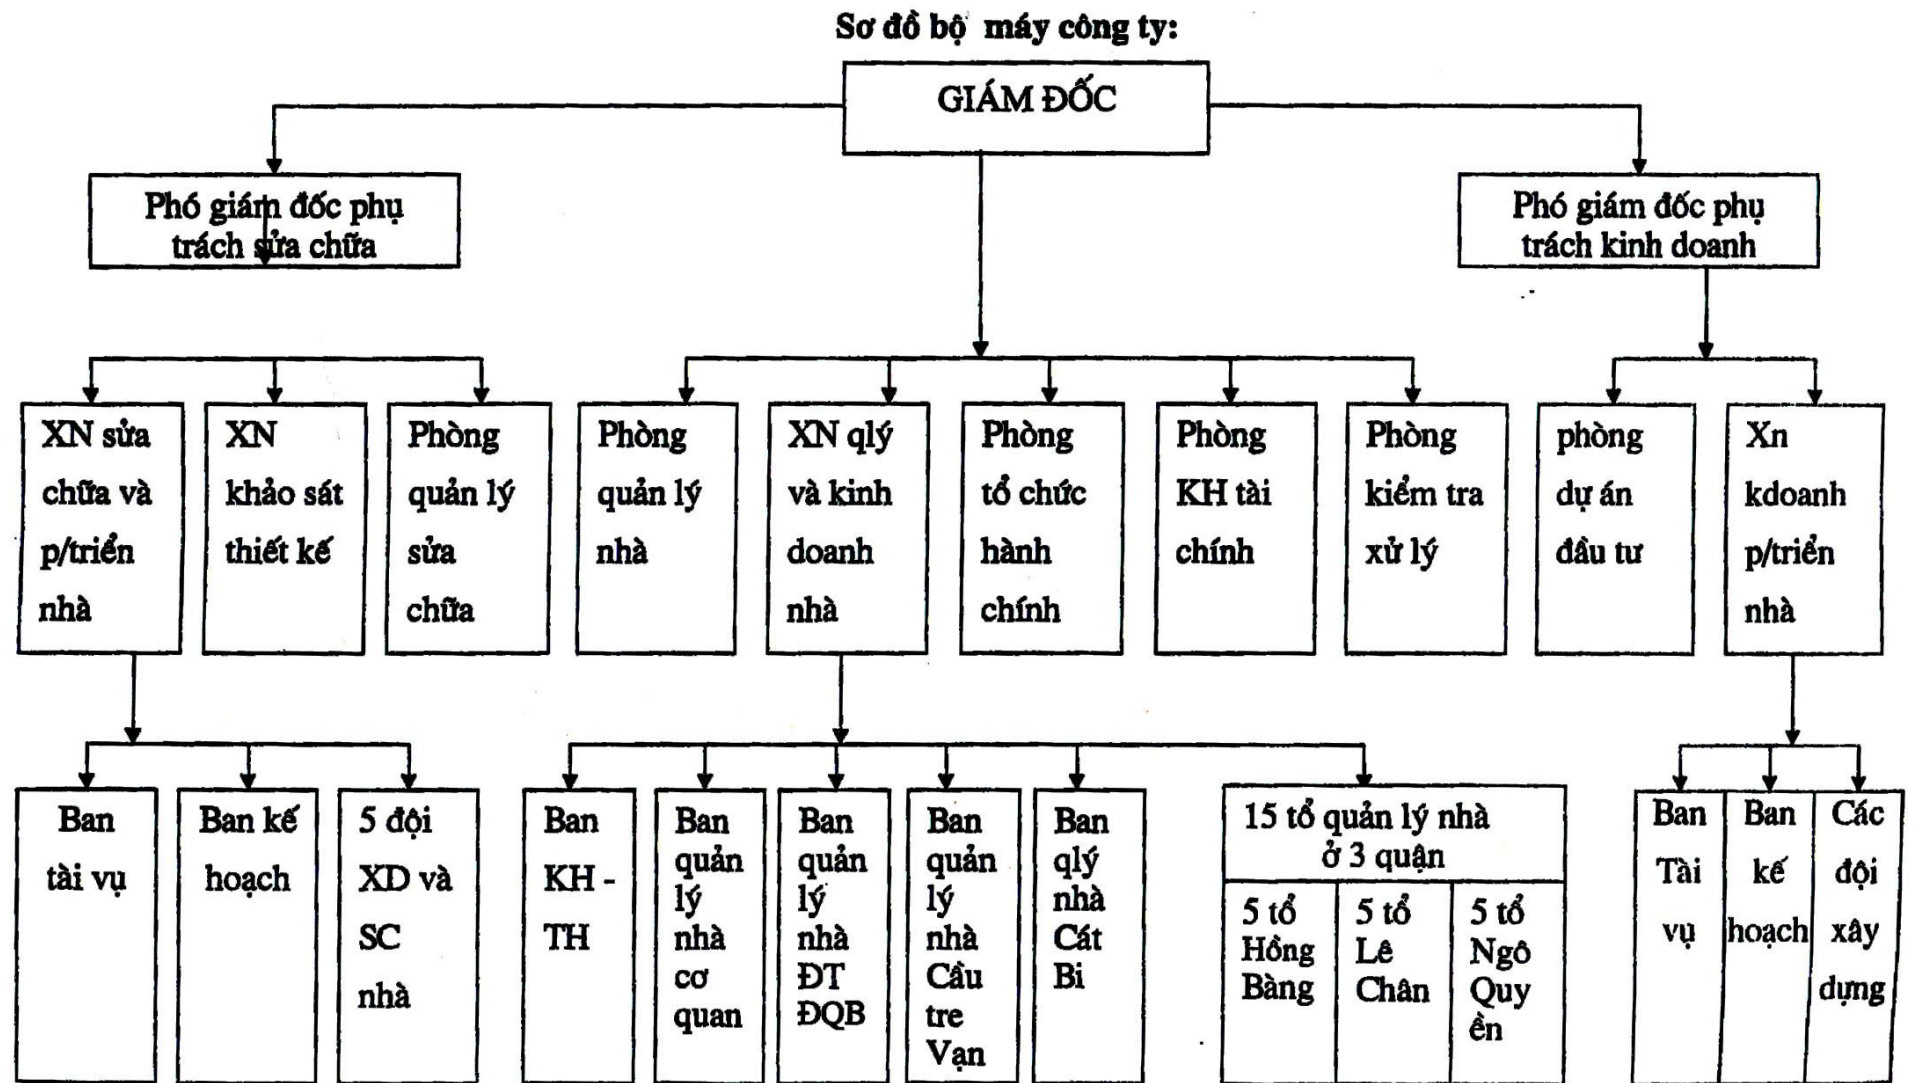 Sơ đồ bộ máy công ty:
GIÁM ĐỐC
Phó giám đốc phụ
trách sửa chữa
Phó giám đốc phụ
trách kinh doanh
XN sửa
chữa và
p/triển
nhà
XN
khảo sát
thiết kế
Phòng
quản lý
sửa
chữa
Phòng
quản lý
nhà
XN qlý
và kinh
doanh
nhà
Phòng
tổ chức
hành
chính
Phòng
KH tài
chính
Phòng
kiểm tra
xử lý
phòng
dự án
đầu tư
Xn
kdoanh
p/triển
nhà
Ban
tài vụ
Ban kế
hoạch
5 đội
XD và
SC
nhà
Ban
KH -
TH
Ban
quản
lý
nhà
cơ
quan
Ban
quản
lý
nhà
ĐT
ĐQB
Ban
quản
lý
nhà
Cầu
tre
Vạn
Ban
qlý
nhà
Cát
Bi
15 tổ quản lý nhà
ở 3 quận
5 tổ
Hồng
Bàng
5 tổ
Lê
Chân
5 tổ
Ngô
Quy
ền
Ban
Tài
vụ
Ban
kế
hoạch
Các
đội
xây
dựng